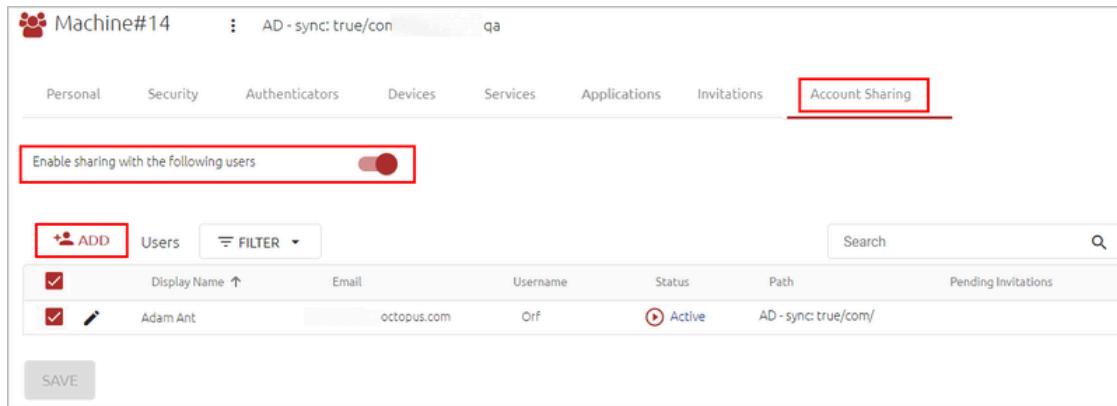 Machine#14 AD - sync: true/con qa
Personal Security Authenticators Devices Services Applications Invitations Account Sharing
Enable sharing with the following users
ADD Users FILTER Search
Display Name Email Username Status Path Pending Invitations
Adam Ant octopus.com Orf Active AD - sync: true/com/
SAVE